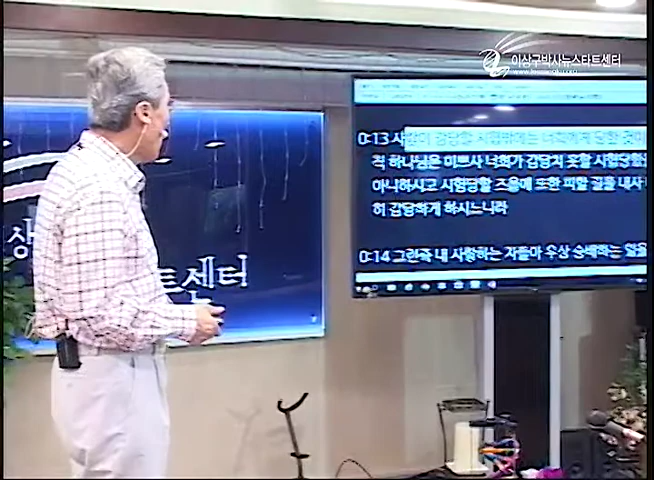 이상구박사뉴스타트센터
0:13 사람이 감당할 시험밖에는 너희에게 당한 것이
적 하나님은 미쁘사 너희가 감당치 못할 시험당함
아니하시고 시험당할 즈음에 또한 피할 길을 내사
히 감당하게 하시느니라
0:14 그런즉 내 사랑하는 자들아 우상 숭배하는 일을
상
트센터